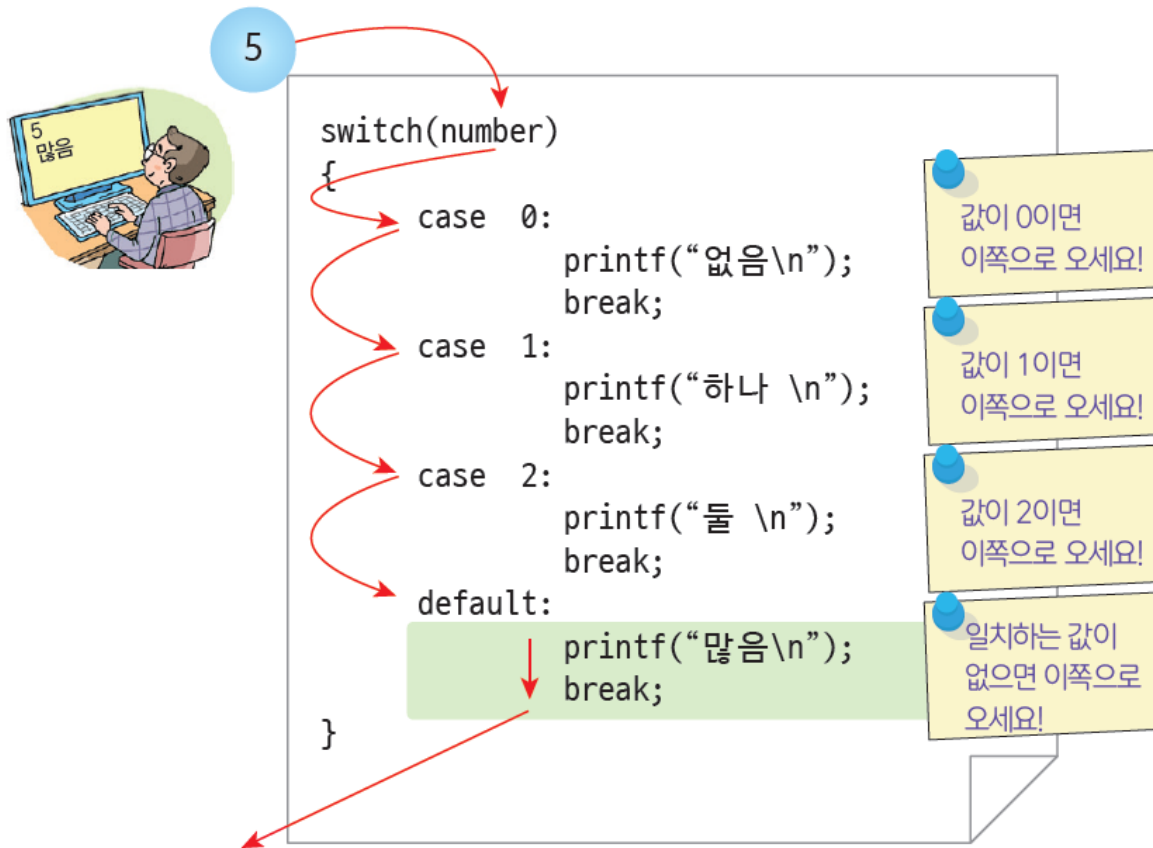 5
5
많음
switch(number)
{
case 0:
printf(“없음\n”);
break;
case 1:
printf(“하나 \n”);
break;
case 2:
printf(“둘 \n”);
break;
default:
printf(“많음\n”);
break;
}
값이 0이면
이쪽으로 오세요!
값이 1이면
이쪽으로 오세요!
값이 2이면
이쪽으로 오세요!
일치하는 값이
없으면 이쪽으로
오세요!